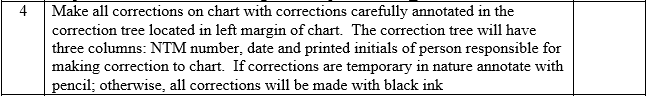 4 Make all corrections on chart with corrections carefully annotated in the
correction tree located in left margin of chart.  The correction tree will have
three columns: NTM number, date and printed initials of person responsible for
making correction to chart.  If corrections are temporary in nature annotate with
pencil; otherwise, all corrections will be made with black ink